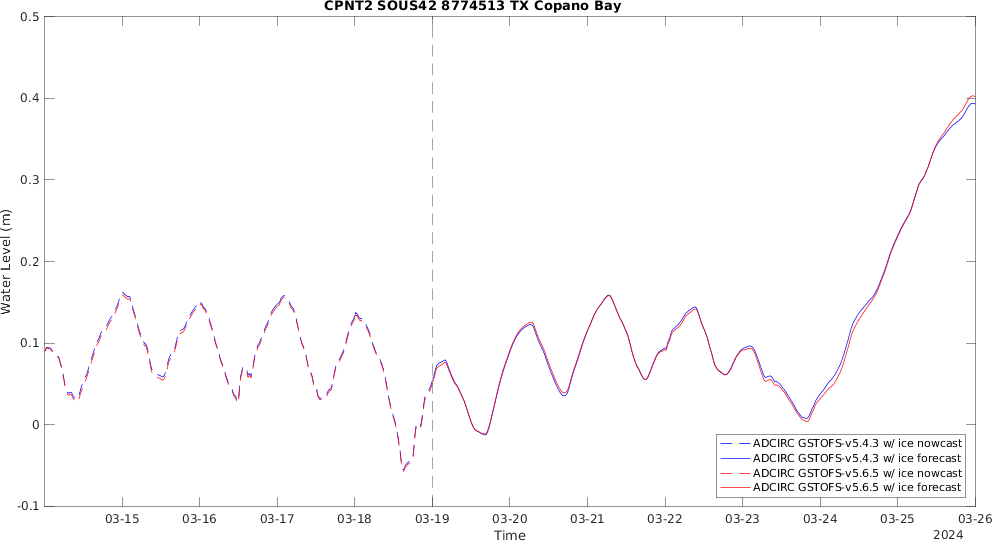 CPNT2 SOUS42 8774513 TX Copano Bay
0.5
0.4
0.3
0.2
0.1
0
-0.1
Water Level (m)
03-15 03-16 03-17 03-18 03-19 03-20 03-21 03-22 03-23 03-24 03-25 03-26
Time
2024
ADCIRC GSTOFS-v5.4.3 w/ ice nowcast
ADCIRC GSTOFS-v5.4.3 w/ ice forecast
ADCIRC GSTOFS-v5.6.5 w/ ice nowcast
ADCIRC GSTOFS-v5.6.5 w/ ice forecast